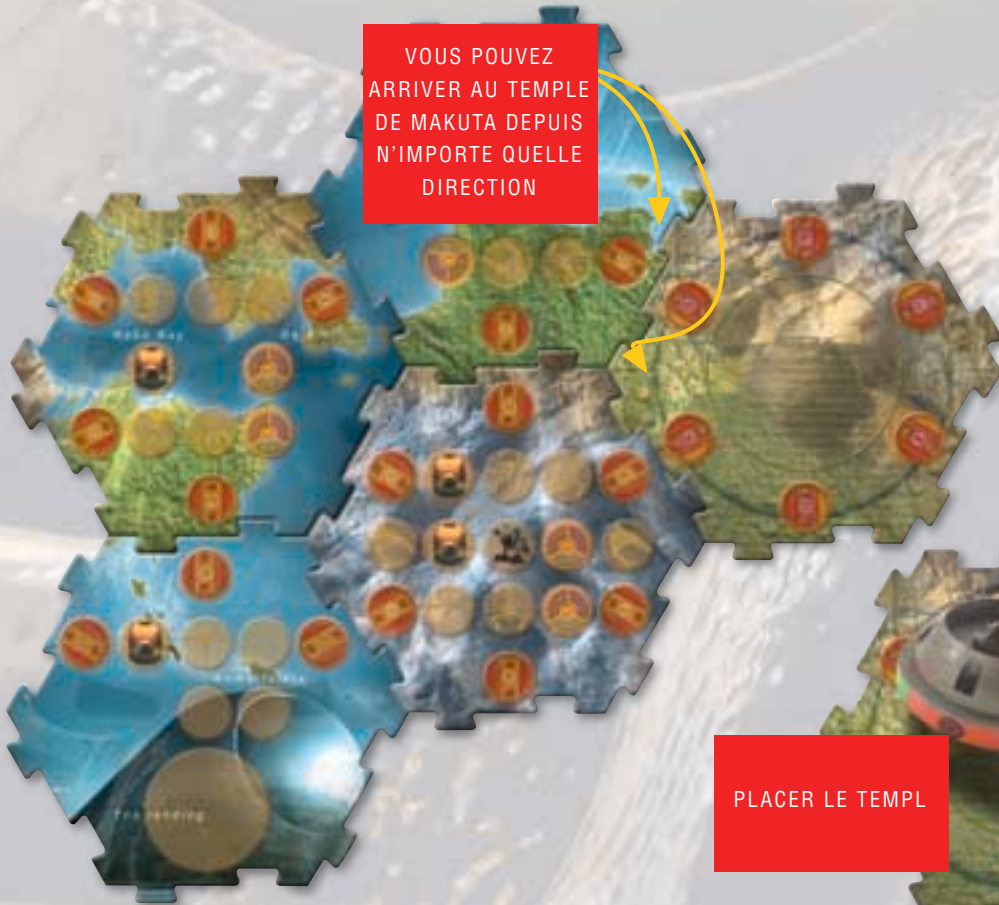 VOUS POUVEZ
ARRIVER AU TEMPLE
DE MAKUTA DEPUIS
N'IMPORTE QUELLE
DIRECTION
PLACER LE TEMPL